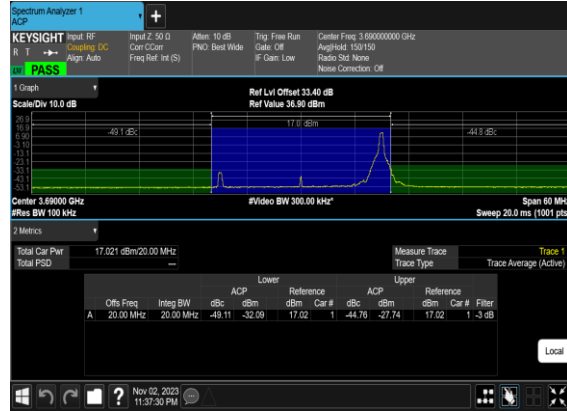 Spectrum Analyzer 1
ACP
+
KEYSIGHT
R T
LW PASS
Input: RF
Coupling: DC
Align: Auto
Input Z: 50 Ω
Corr CCorr
Freq Ref: Int (S)
Atten: 10 dB
PNO: Best Wide
Trig: Free Run
Gate: Off
IF Gain: Low
Center Freq: 3.690000000 GHz
Avg|Hold: 150/150
Radio Std: None
Noise Correction: Off
1 Graph
Scale/Div 10.0 dB
Ref Lvl Offset 33.40 dB
Ref Value 36.90 dBm
26.9
16.9
6.90
-3.10
-13.1
-23.1
-33.1
-43.1
-53.1
-49.1 dBc
17.0 dBm
-44.8 dBc
Center 3.69000 GHz
#Res BW 100 kHz
#Video BW 300.00 kHz*
Span 60 MHz
Sweep 20.0 ms (1001 pts
2 Metrics
Total Car Pwr 17.021 dBm/20.00 MHz
Total PSD —
Measure Trace Trace 1
Trace Type Trace Average (Active)
Lower Upper
ACP Reference ACP Reference
Offs Freq Integ BW dBc dBm dBm Car # dBc dBm dBm Car # Filter
A 20.00 MHz 20.00 MHz -49.11 -32.09 17.02 1 -44.76 -27.74 17.02 1 -3 dB
Local
?
Nov 02, 2023
11:37:30 PM